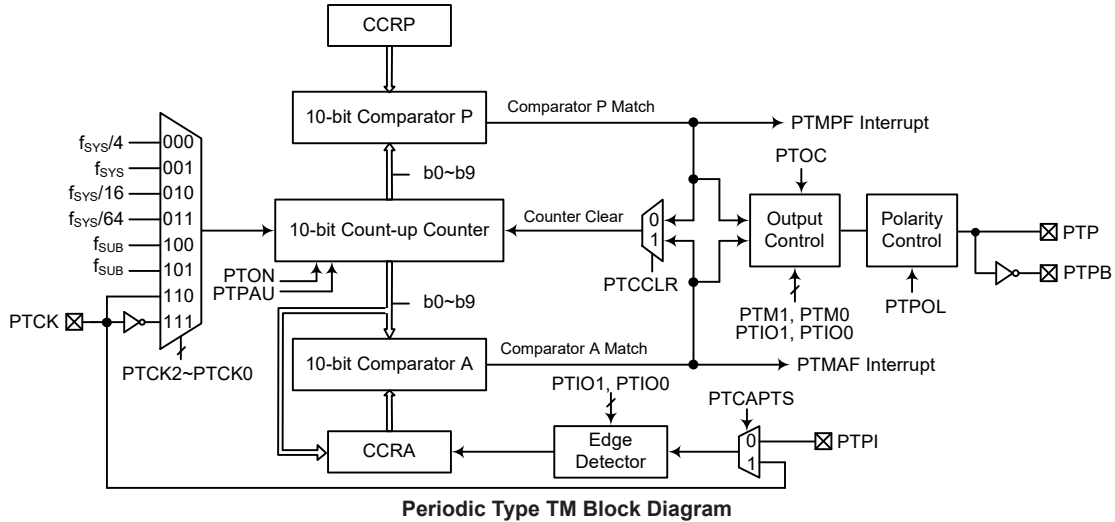 CCRP
10-bit Comparator P
Comparator P Match
PTMPF Interrupt
b0~b9
PTOC
fSYS/4
000
fSYS
001
fSYS/16
010
fSYS/64
011
fSUB
100
fSUB
101
110
111
10-bit Count-up Counter
Counter Clear
0
1
Output
Control
Polarity
Control
PTP
PTPB
PTON
PTPAU
PTCCLR
PTM1, PTM0
PTIO1, PTIO0
PTPOL
b0~b9
PTCK
PTCK2~PTCK0
10-bit Comparator A
Comparator A Match
PTMAF Interrupt
PTIO1, PTIO0
PTCAPTS
CCRA
Edge
Detector
0
1
PTPI
Periodic Type TM Block Diagram